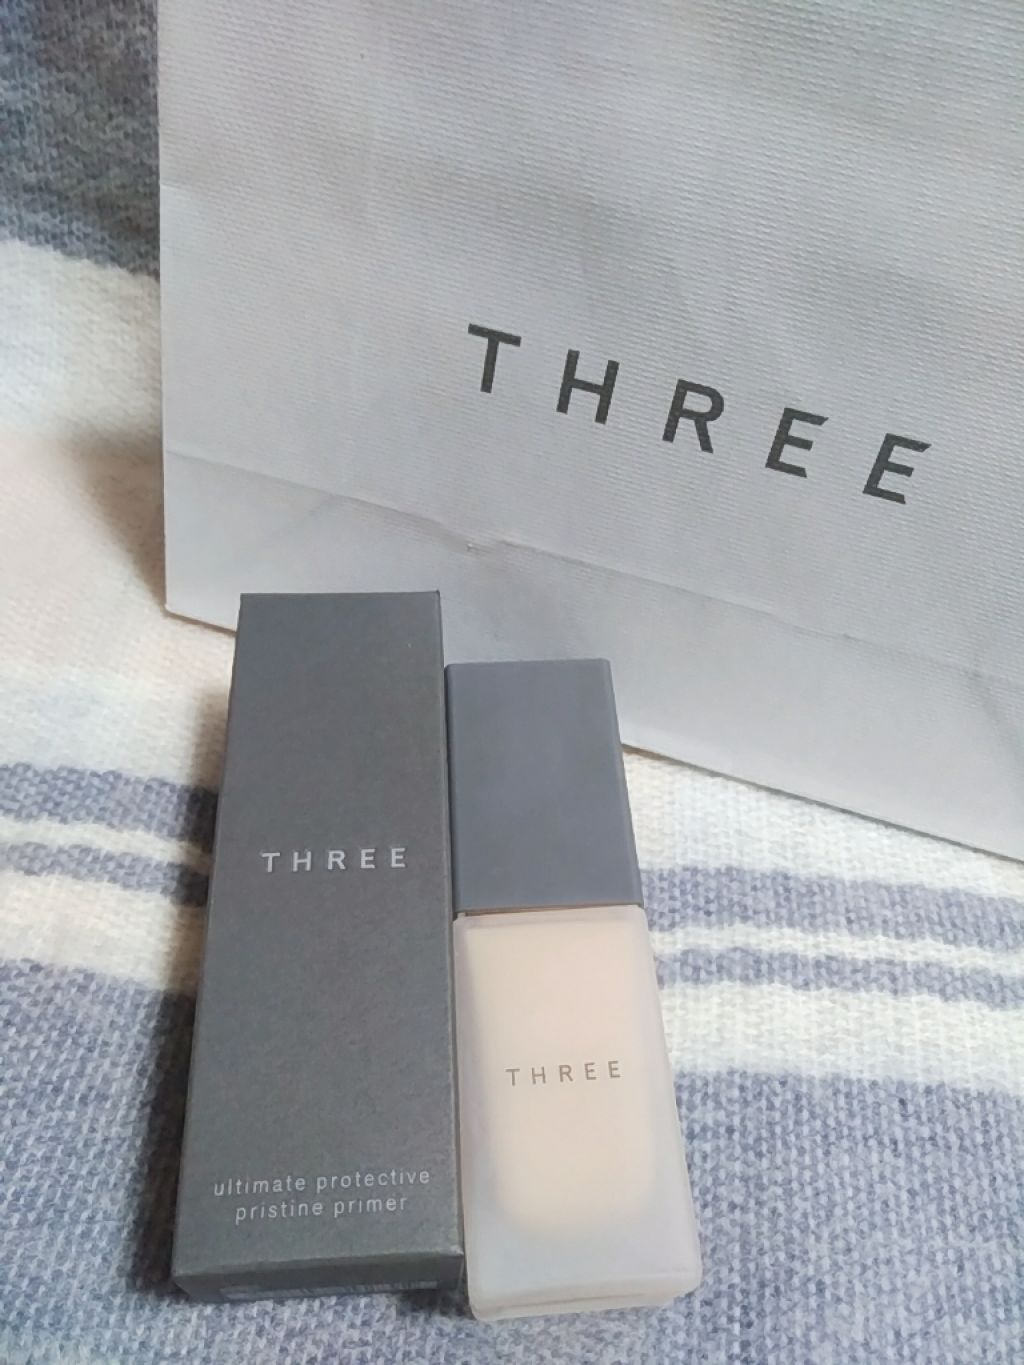 THREE
THREE
ultimate protective
pristine primer
THREE